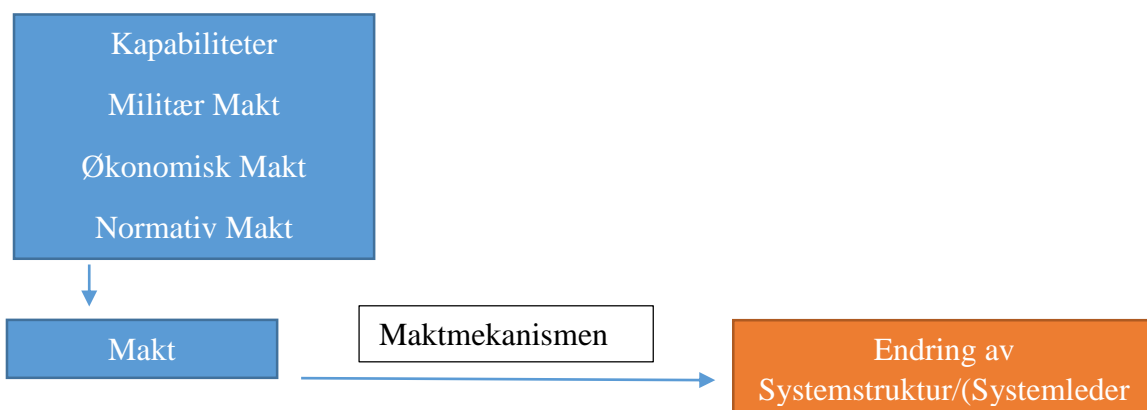 Kapabiliteter
Militær Makt
Økonomisk Makt
Normativ Makt
Makt
Maktmekanismen
Endring av
Systemstruktur/(Systemleder